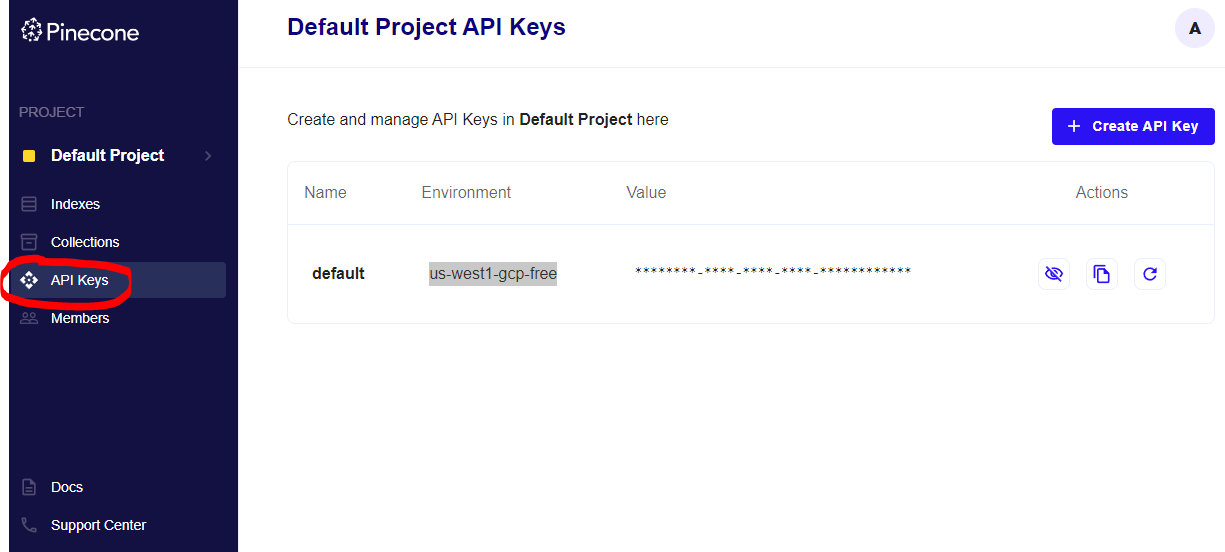 Pinecone
Default Project API Keys
A
PROJECT
Default Project
Indexes
Collections
API Keys
Members
Docs
Support Center
Create and manage API Keys in Default Project here
+ Create API Key
Name Environment Value Actions
default us-west1-gcp-free ********-****-****-****-************